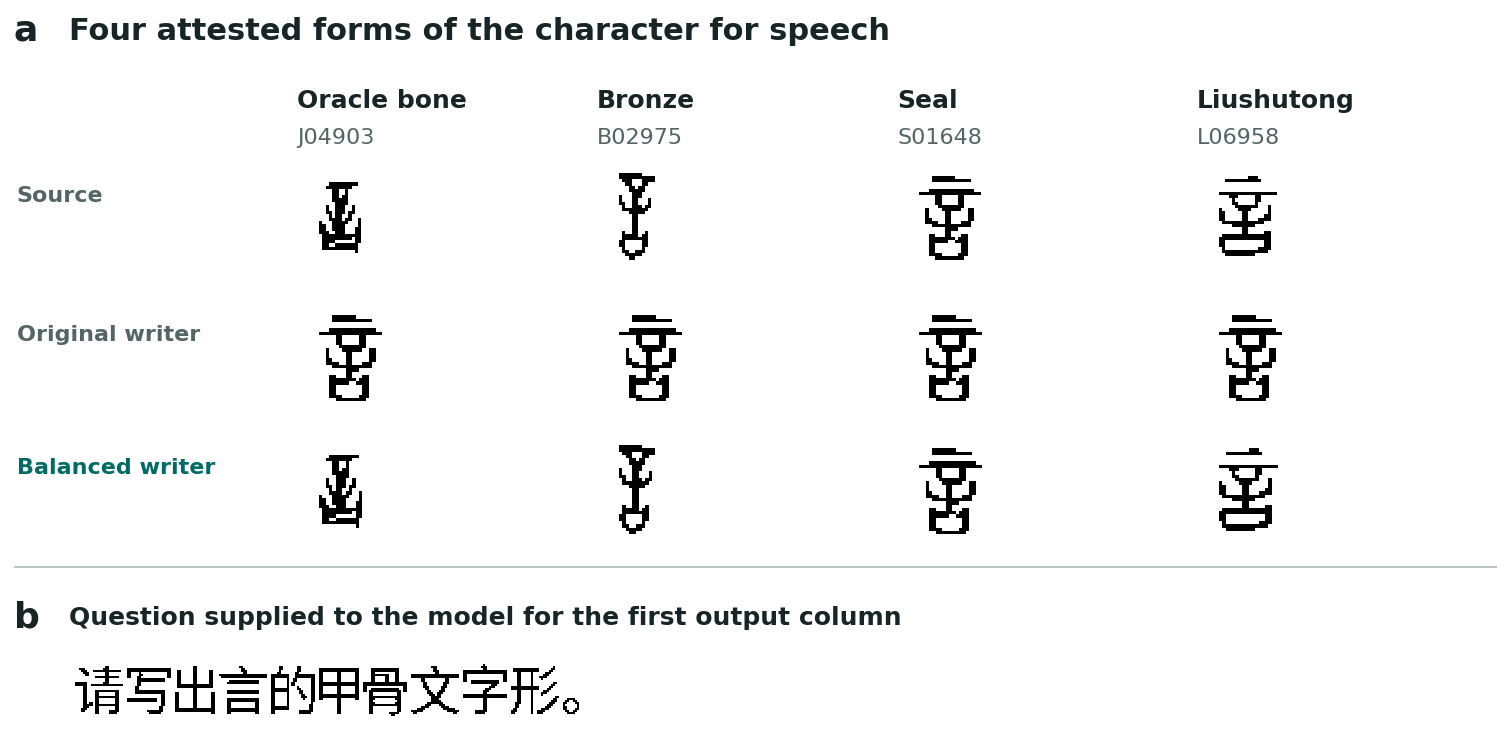 a Four attested forms of the character for speech
Oracle bone Bronze Seal Liushutong
J04903 B02975 S01648 L06958
Source
Original writer
Balanced writer
b Question supplied to the model for the first output column
请写出言的甲骨文字形。